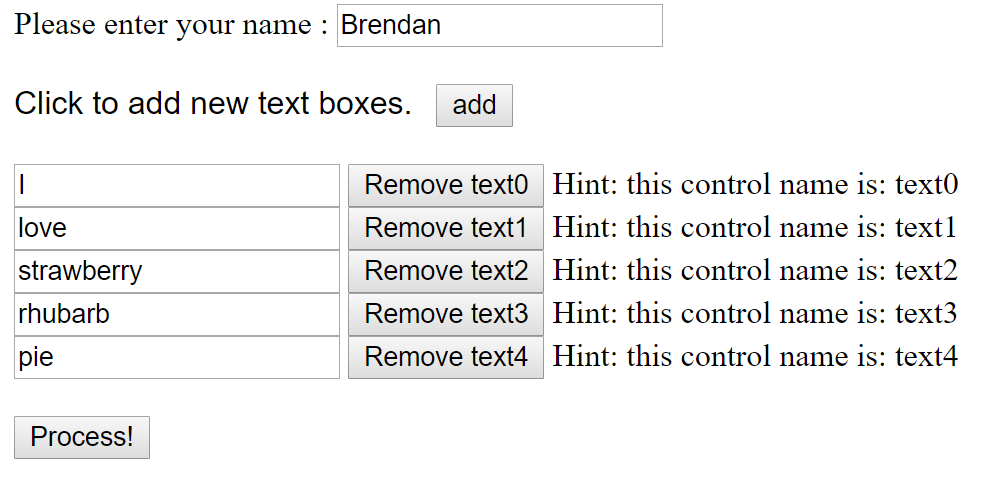 Please enter your name : Brendan
Click to add new text boxes. add
I Remove text0 Hint: this control name is: text0
love Remove text1 Hint: this control name is: text1
strawberry Remove text2 Hint: this control name is: text2
rhubarb Remove text3 Hint: this control name is: text3
pie Remove text4 Hint: this control name is: text4
Process!